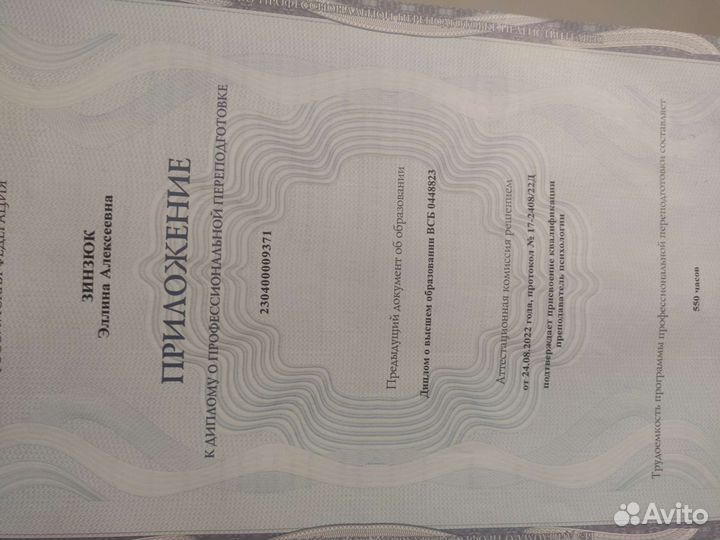 ЗИНЗЮК
Эллина Алексеевна
ПРИЛОЖЕНИЕ
К ДИПЛОМУ О ПРОФЕССИОНАЛЬНОЙ ПЕРЕПОДГОТОВКЕ
230400009371
Предыдущий документ об образовании
Диплом о высшем образовании ВСБ 0448823
Аттестационная комиссия решением
от 24.08.2022 года, протокол № 17-2408/22Д
подтверждает присвоение квалификации
преподаватель психологии
Трудоемкость программы профессиональной переподготовки составляет
550 часов
Avito